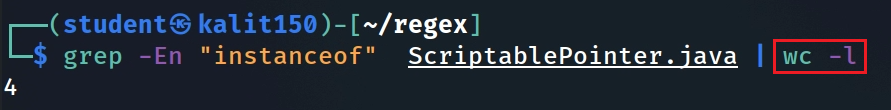 ┌──(student㉿kalit150)-[~/regex]
└─$ grep -En "instanceof"  ScriptablePointer.java | wc -l
4